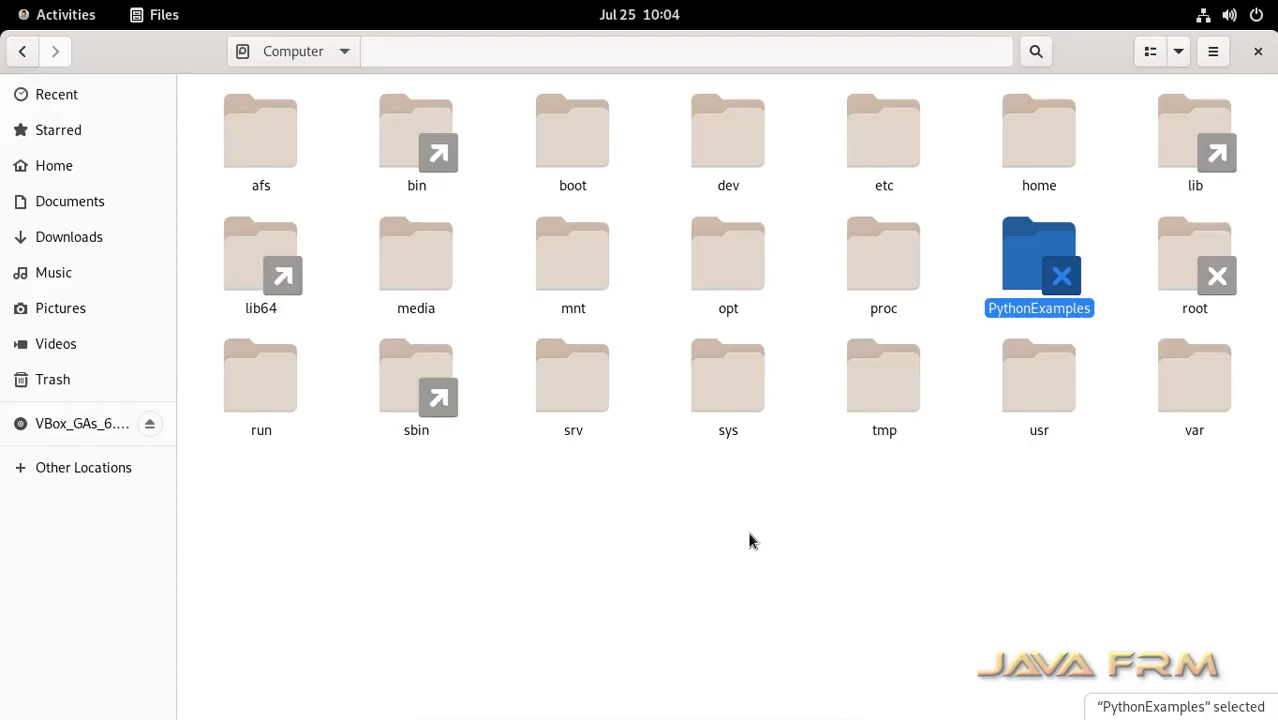 Activities Files Jul 25 10:04
Computer
Recent
Starred
Home
Documents
Downloads
Music
Pictures
Videos
Trash
VBox_GAs_6....
Other Locations
afs bin boot dev etc home lib
lib64 media mnt opt proc PythonExamples root
run sbin srv sys tmp usr var
JAVA FRM
“PythonExamples” selected